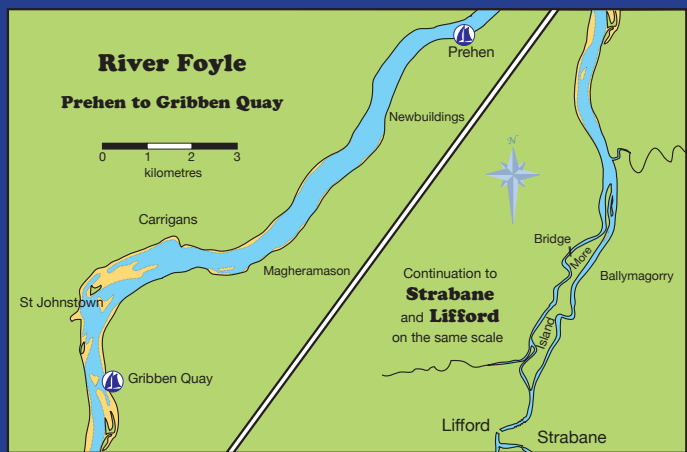 River Foyle
Prehen to Gribben Quay
0 1 2 3
kilometres
Prehen
Newbuildings
Carrigans
Magheramason
St Johnstown
Gribben Quay
N
Bridge
More
Island
Ballymagorry
Continuation to
Strabane
and Lifford
on the same scale
Lifford
Strabane